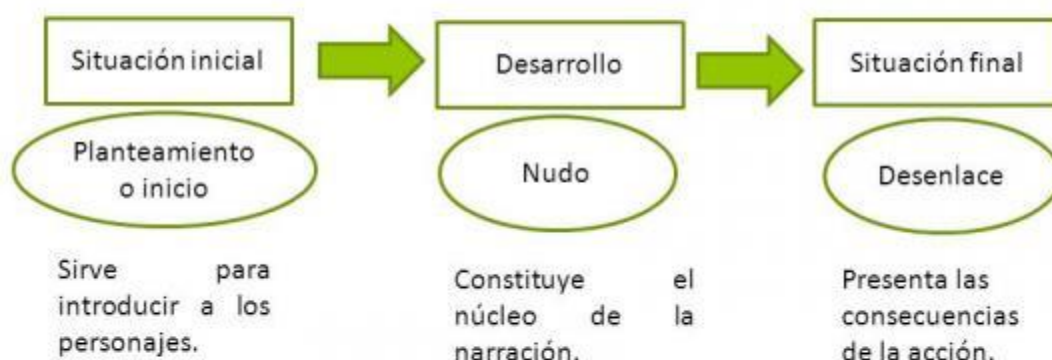 Situación inicial
Desarrollo
Situación final
Planteamiento
o inicio
Nudo
Desenlace
Sirve para
introducir a los
personajes.
Constituye el
núcleo de la
narración.
Presenta las
consecuencias
de la acción.